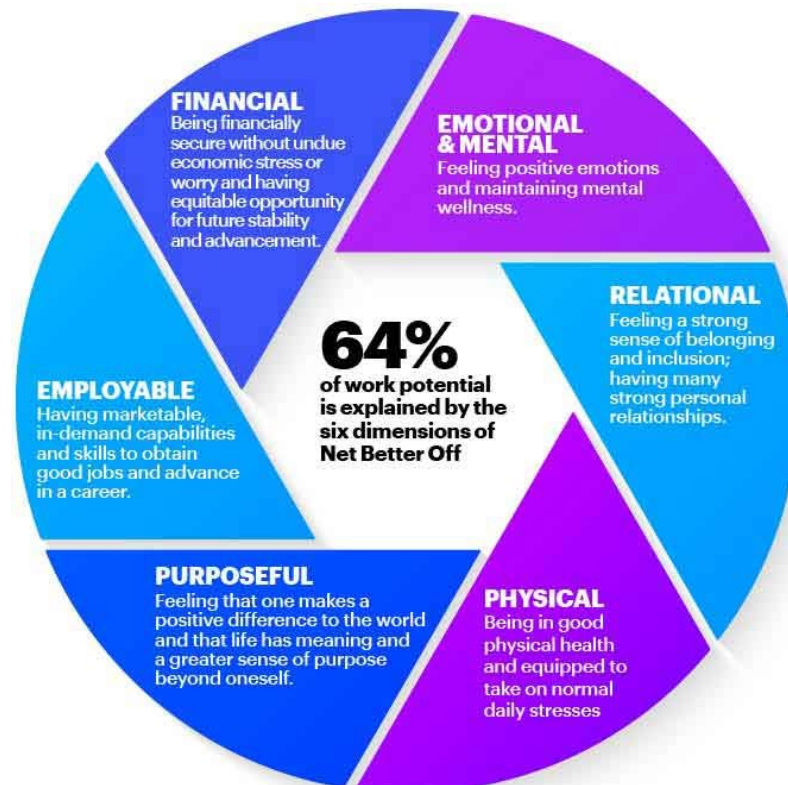 FINANCIAL
Being financially
secure without undue
economic stress or
worry and having
equitable opportunity
for future stability
and advancement.
EMOTIONAL
& MENTAL
Feeling positive emotions
and maintaining mental
wellness.
RELATIONAL
Feeling a strong
sense of belonging
and inclusion;
having many
strong personal
relationships.
64%
of work potential
is explained by the
six dimensions of
Net Better Off
EMPLOYABLE
Having marketable,
in-demand capabilities
and skills to obtain
good jobs and advance
in a career.
PURPOSEFUL
Feeling that one makes a
positive difference to the world
and that life has meaning and
a greater sense of purpose
beyond oneself.
PHYSICAL
Being in good
physical health
and equipped to
take on normal
daily stresses